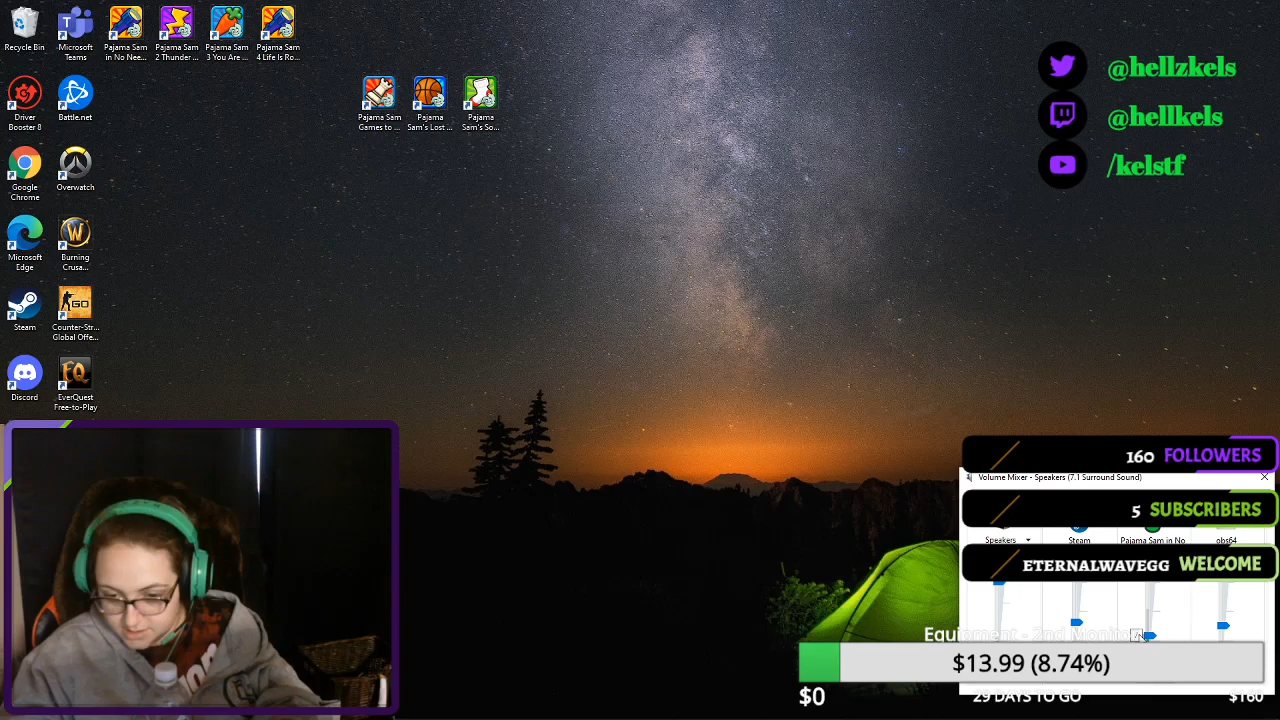 Recycle Bin
Microsoft Teams
Pajama Sam in No Nee...
Pajama Sam 2 Thunder ...
Pajama Sam 3 You Are ...
Pajama Sam 4 Life Is Ro...
Driver Booster 8
Battle.net
Pajama Sam Games to ...
Pajama Sam's Lost ...
Pajama Sam's So...
Google Chrome
Overwatch
Microsoft Edge
Burning Crusa...
Steam
Counter-Str... Global Offe...
Discord
EverQuest Free-to-Play
@hellzkels
@hellkels
/kelstf
160 FOLLOWERS
Volume Mixer - Speakers (7.1 Surround Sound)
5 SUBSCRIBERS
Speakers
Steam
Pajama Sam in No
obs64
ETERNALWAVEGG WELCOME
Equipment - 2nd Monitor
$13.99 (8.74%)
$0
29 DAYS TO GO
$160